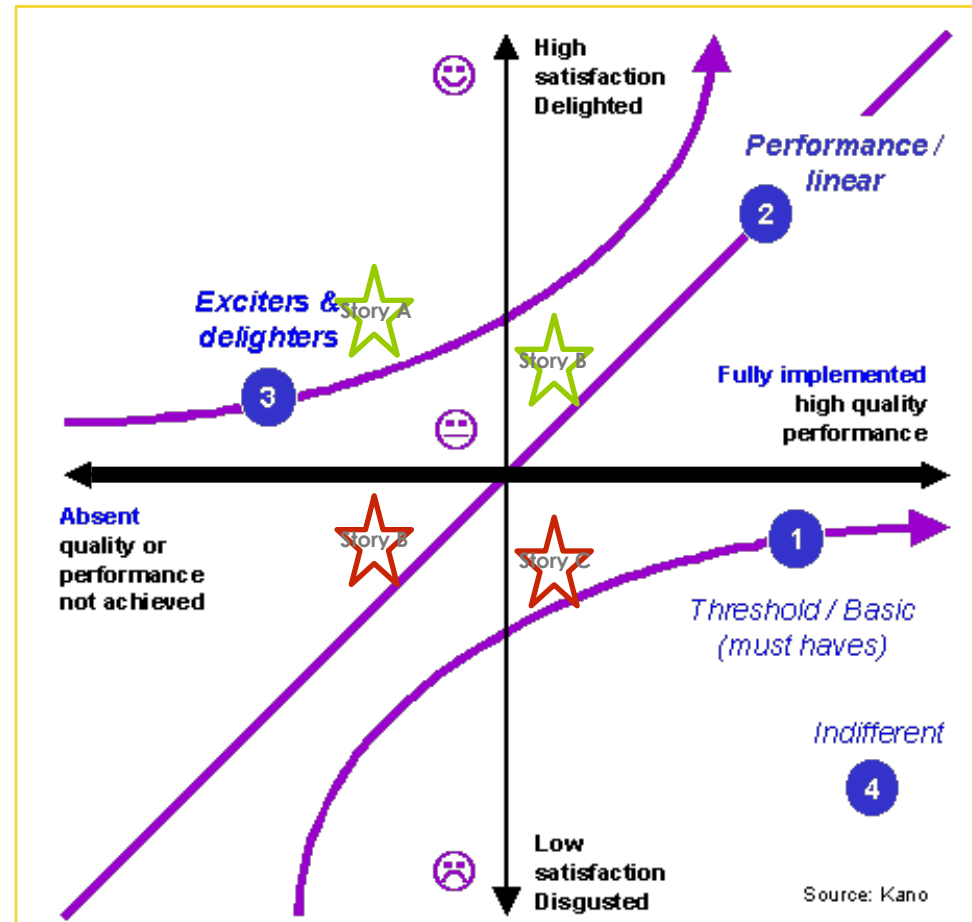 High
satisfaction
Delighted
Performance /
linear
2
Exciters &
delighters
Story A
3
Story B
Fully implemented
high quality
performance
Absent
quality or
performance
not achieved
Story B
Story C
1
Threshold / Basic
(must haves)
Indifferent
4
Low
satisfaction
Disgusted
Source: Kano